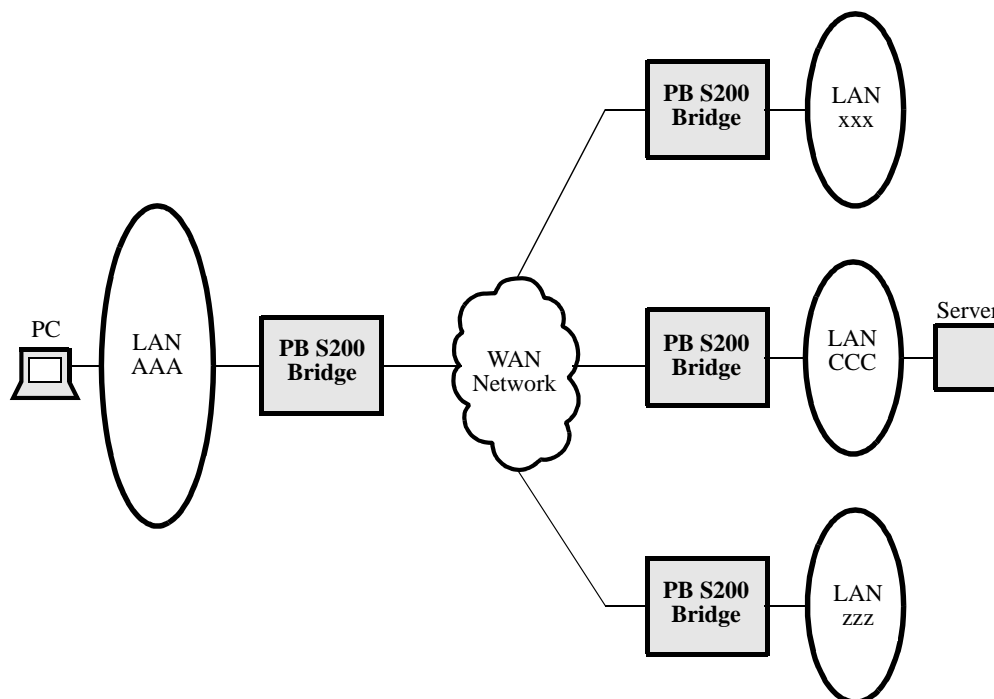 PB S200
Bridge
LAN
xxx
PC
LAN
AAA
PB S200
Bridge
WAN
Network
PB S200
Bridge
LAN
CCC
Server
PB S200
Bridge
LAN
zzz